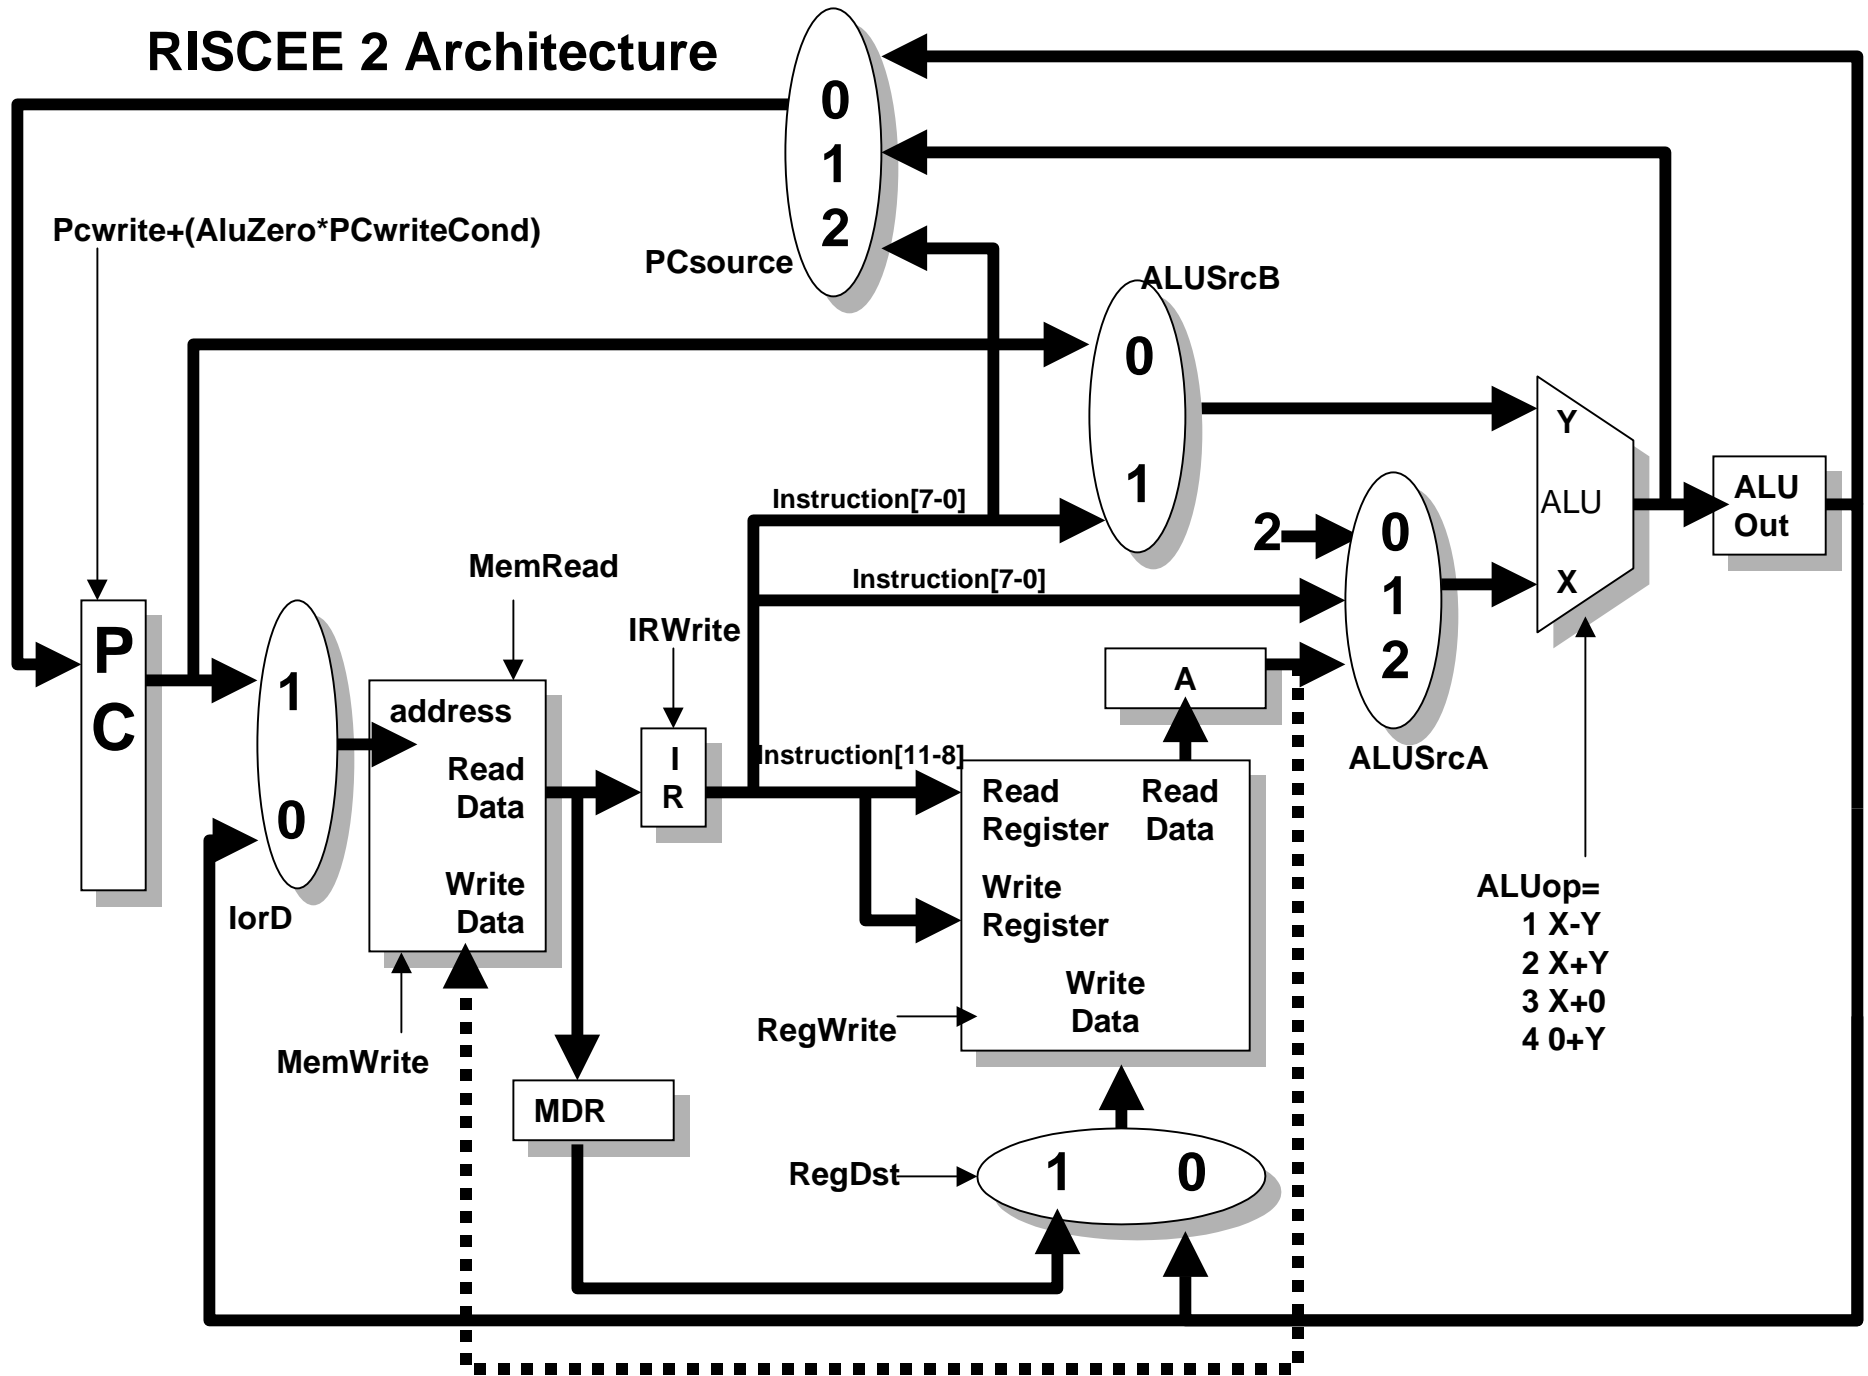 RISCEE 2 Architecture
0
1
2
Pcwrite+(AluZero*PCwriteCond)
PCsource
ALUSrcB
0
1
Y
ALU
X
ALU
Out
Instruction[7-0]
2
0
1
2
Instruction[7-0]
MemRead
IRWrite
P
C
1
0
IorD
address
Read
Data
Write
Data
I
R
Instruction[11-8]
A
ALUSrcA
Read
Register
Read
Data
Write
Register
Write
Data
RegWrite
MemWrite
MDR
RegDst
1 0
ALUop=
1 X-Y
2 X+Y
3 X+0
4 0+Y